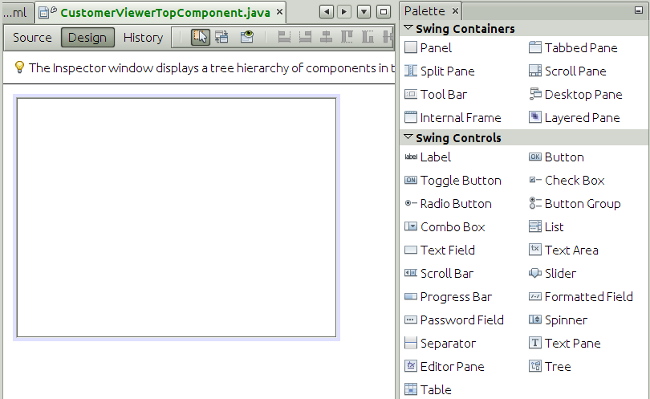 ...ml CustomerViewerTopComponent.java
Source Design History
The Inspector window displays a tree hierarchy of components in t
Palette
Swing Containers
Panel Tabbed Pane
Split Pane Scroll Pane
Tool Bar Desktop Pane
Internal Frame Layered Pane
Swing Controls
label Label OK Button
ON Toggle Button Check Box
Radio Button Button Group
Combo Box List
Text Field Text Area
Scroll Bar Slider
Progress Bar Formatted Field
Password Field Spinner
Separator T Text Pane
Editor Pane Tree
Table